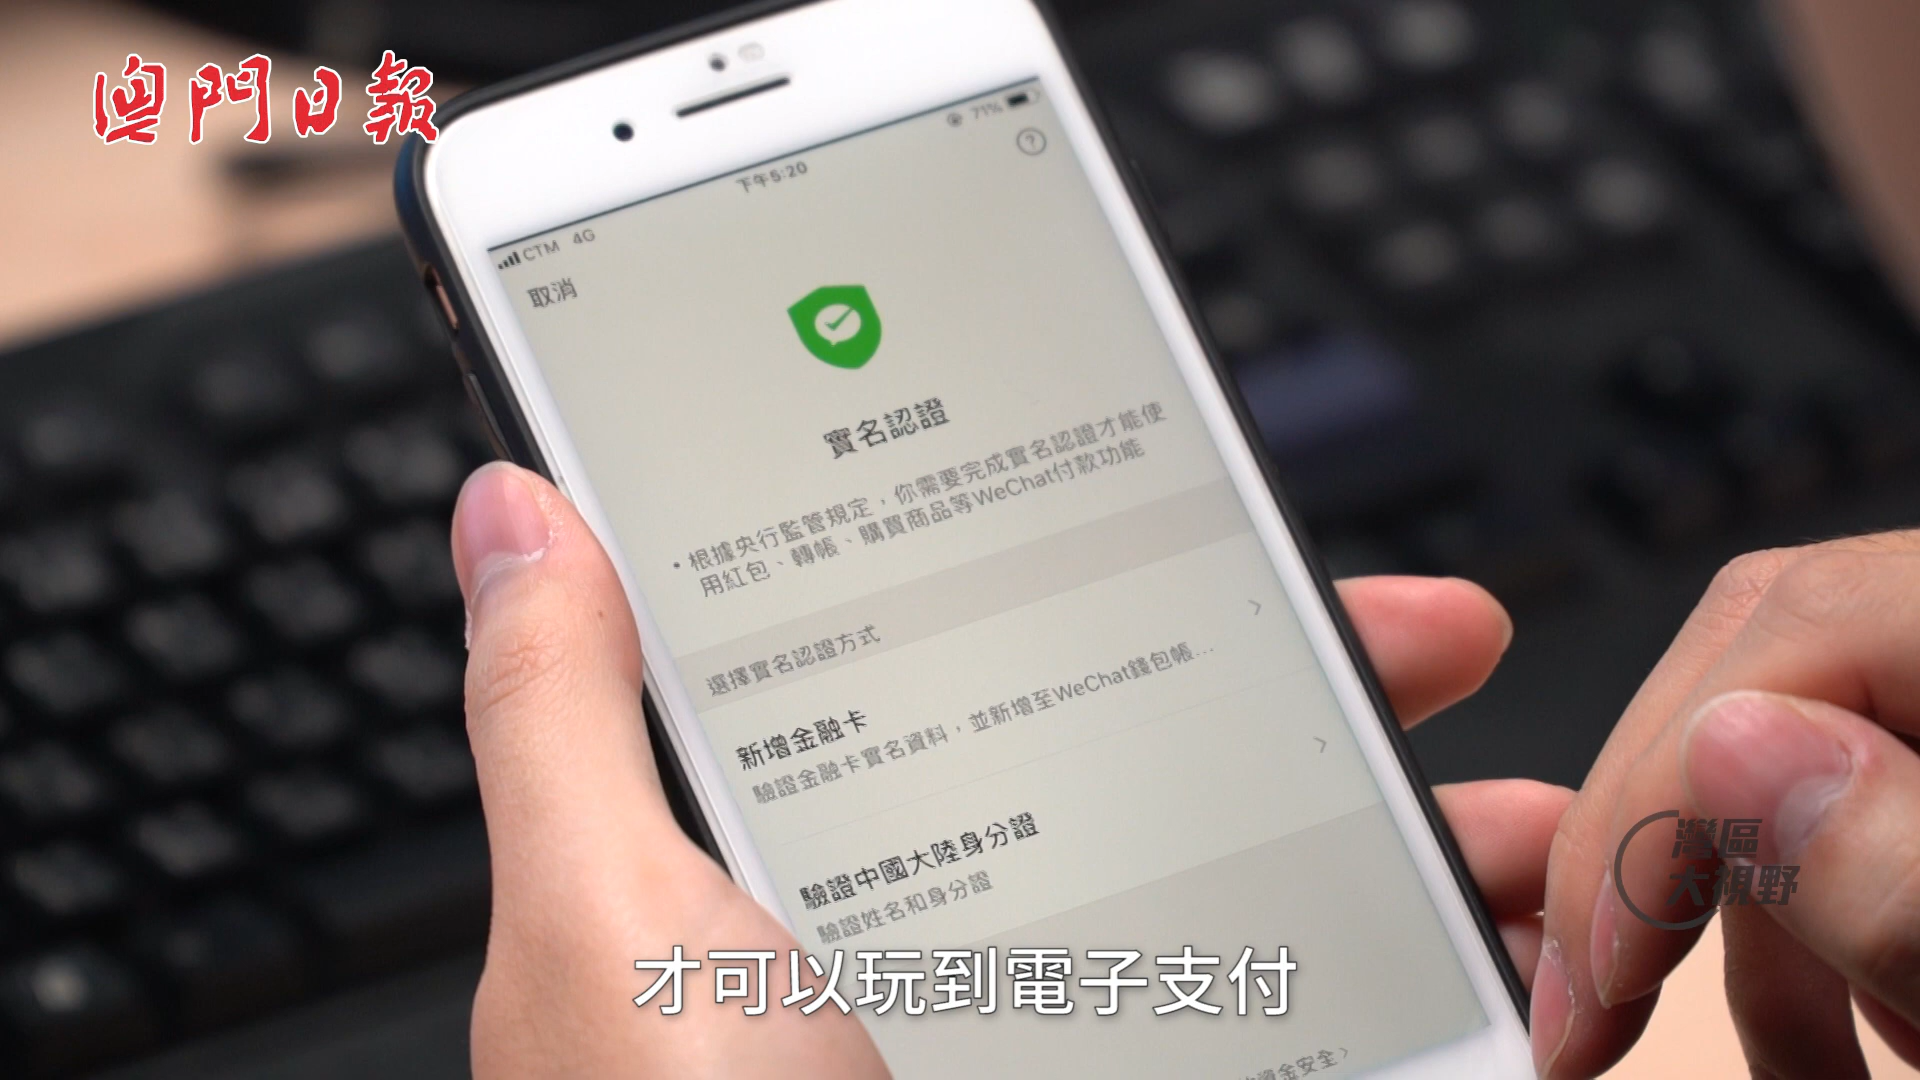 澳門日報
71%
下午5:20
CTM 4G
取消
實名認證
• 根據央行監管規定，你需要完成實名認證才能使
用紅包、轉帳、購買商品等WeChat付款功能
選擇實名認證方式
新增金融卡
驗證金融卡實名資料，並新增至WeChat錢包帳...
驗證中國大陸身分證
驗證姓名和身分證
灣區
大視野
才可以玩到電子支付
資金安全